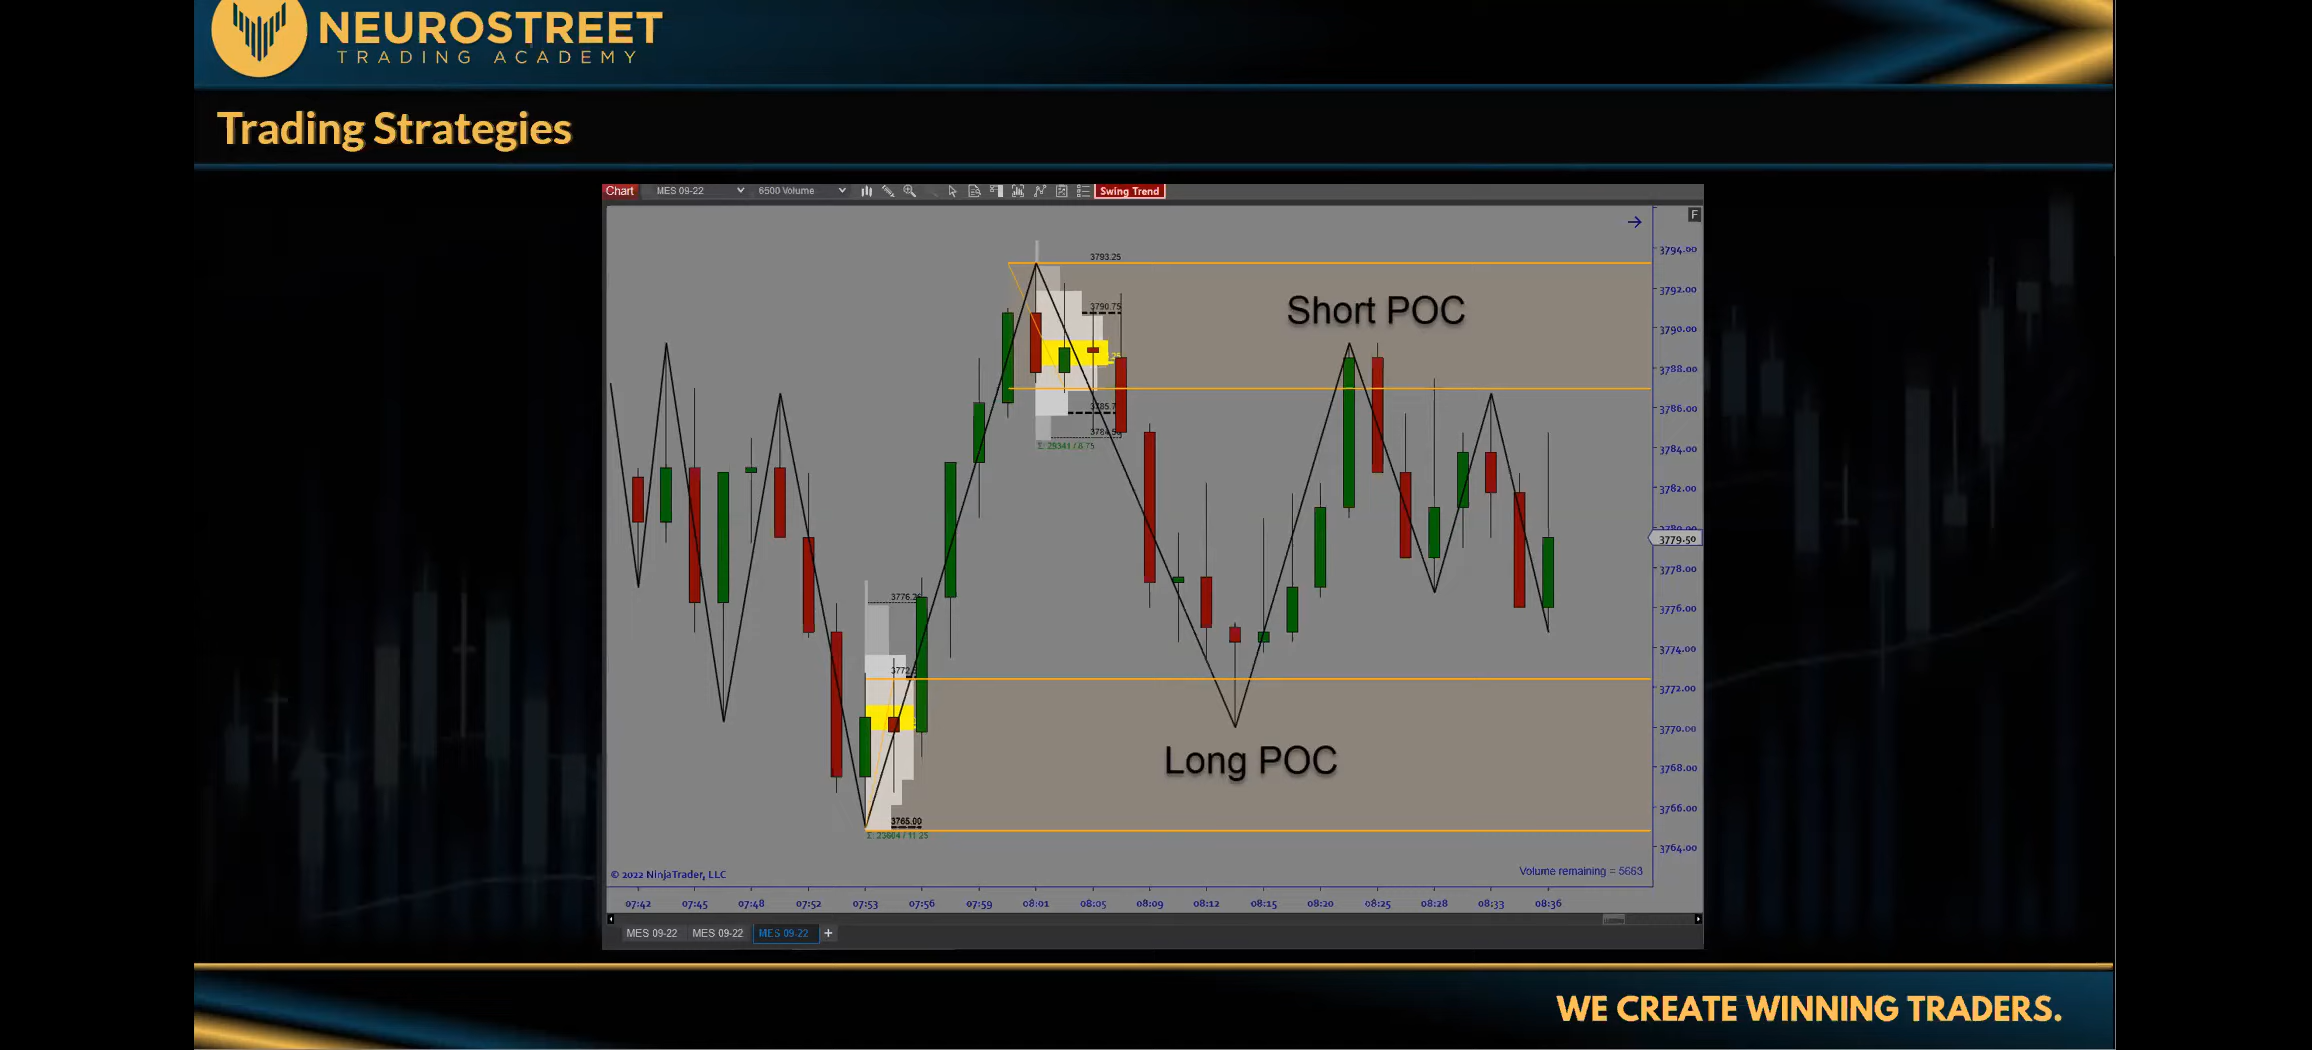 NEUROSTREET
TRADING ACADEMY
Trading Strategies
Chart MES 09-22 6500 Volume Swing Trend
F
3794.00
3793.25
3792.00
Short POC
3790.75
3790.00
3788.00
3786.00
3784.00
Σ: 29341 / 8.75
3782.00
3779.50
3778.00
3776.00
3774.00
3772.00
3770.00
Long POC
3768.00
3766.00
3765.00
3764.00
© 2022 NinjaTrader, LLC
Volume remaining = 5663
07:42 07:45 07:48 07:52 07:53 07:56 07:59 08:01 08:05 08:09 08:12 08:15 08:20 08:25 08:28 08:33 08:36
MES 09-22 MES 09-22 MES 09-22 +
WE CREATE WINNING TRADERS.